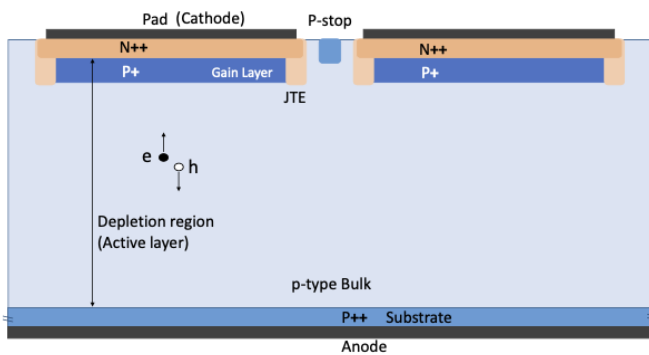 Pad (Cathode)
P-stop
N++
N++
P+
Gain Layer
P+
JTE
e
h
Depletion region
(Active layer)
p-type Bulk
P++ Substrate
Anode